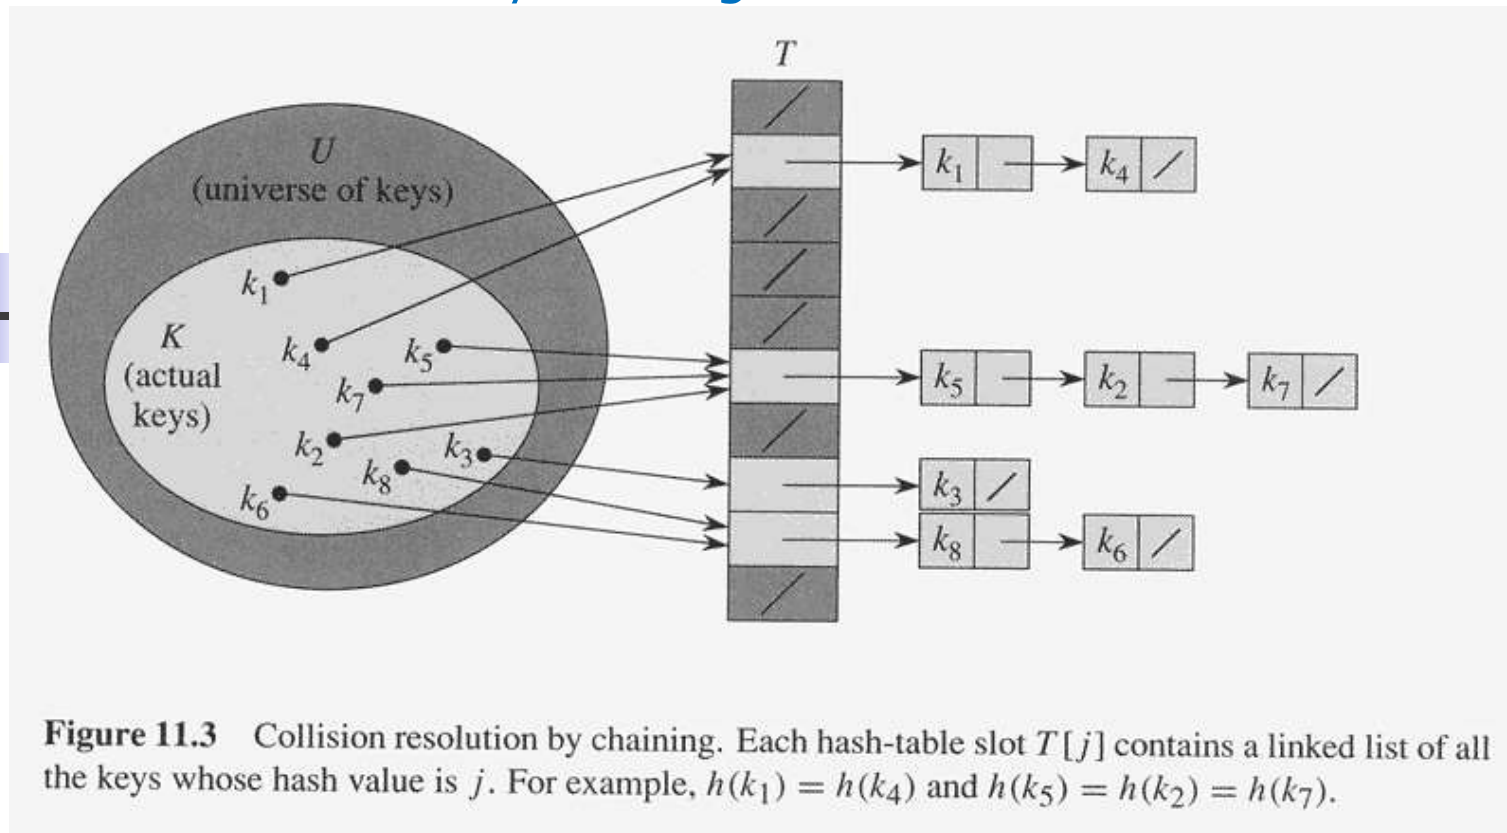 T
U
(universe of keys)
k1
k4
k1
K
(actual
keys)
k4
k5
k7
k5
k2
k7
k2
k8
k3
k6
k3
k8
k6
Figure 11.3 Collision resolution by chaining. Each hash-table slot T[j] contains a linked list of all
the keys whose hash value is j. For example, h(k1) = h(k4) and h(k5) = h(k2) = h(k7).